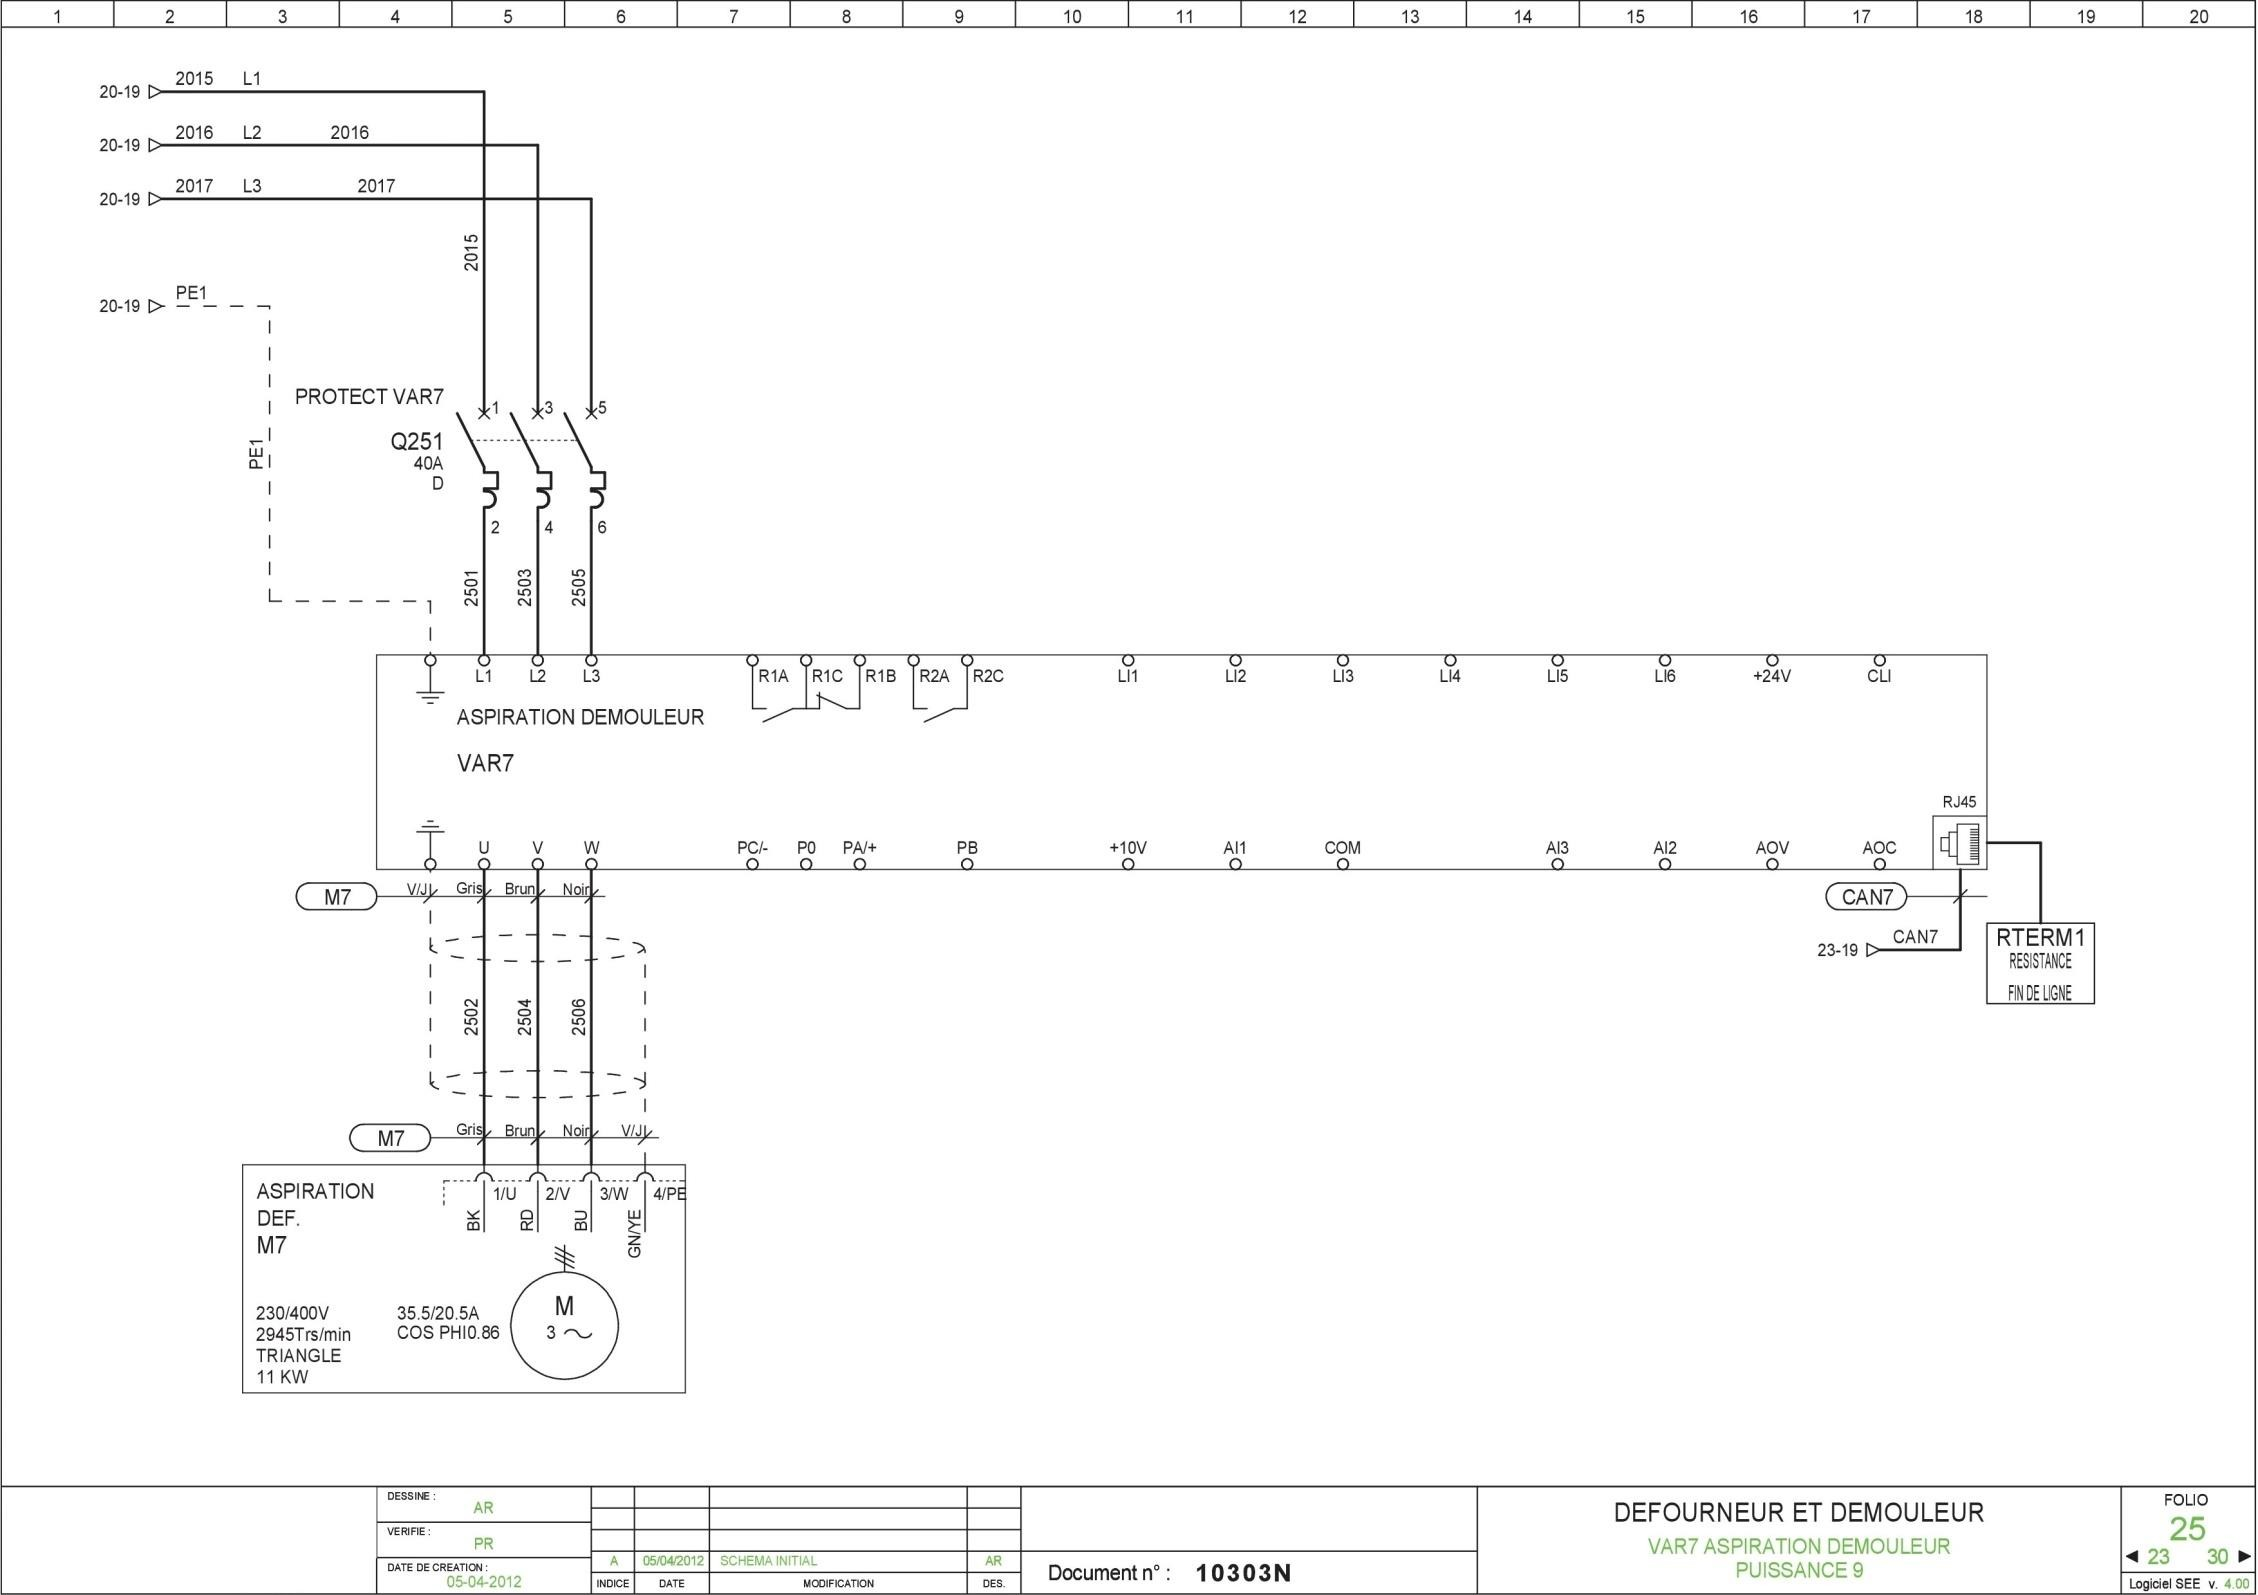 1 2 3 4 5 6 7 8 9 10 11 12 13 14 15 16 17 18 19 20
20-19 2015 L1
20-19 2016 L2 2016
20-19 2017 L3 2017
2015
20-19 PE1
PE1
PROTECT VAR7
Q251
40A
D
1 3 5
2 4 6
2501 2503 2505
L1 L2 L3 R1A R1C R1B R2A R2C LI1 LI2 LI3 LI4 LI5 LI6 +24V CLI
ASPIRATION DEMOULEUR
VAR7
RJ45
U V W PC/- P0 PA/+ PB +10V AI1 COM AI3 AI2 AOV AOC
M7 V/J Gris Brun Noir
CAN7
23-19 CAN7
RTERM1
RESISTANCE
FIN DE LIGNE
2502 2504 2506
M7 Gris Brun Noir V/J
1/U 2/V 3/W 4/PE
BK RD BU GN/YE
ASPIRATION
DEF.
M7
M
3
230/400V 35.5/20.5A
2945Trs/min COS PHI0.86
TRIANGLE
11 KW
DESSINE :
AR
VERIFIE :
PR
DATE DE CREATION :
05-04-2012
A 05/04/2012 SCHEMA INITIAL AR
INDICE DATE MODIFICATION DES.
Document n° : 10303N
DEFOURNEUR ET DEMOULEUR
VAR7 ASPIRATION DEMOULEUR
PUISSANCE 9
FOLIO
25
23 30
Logiciel SEE v. 4.00